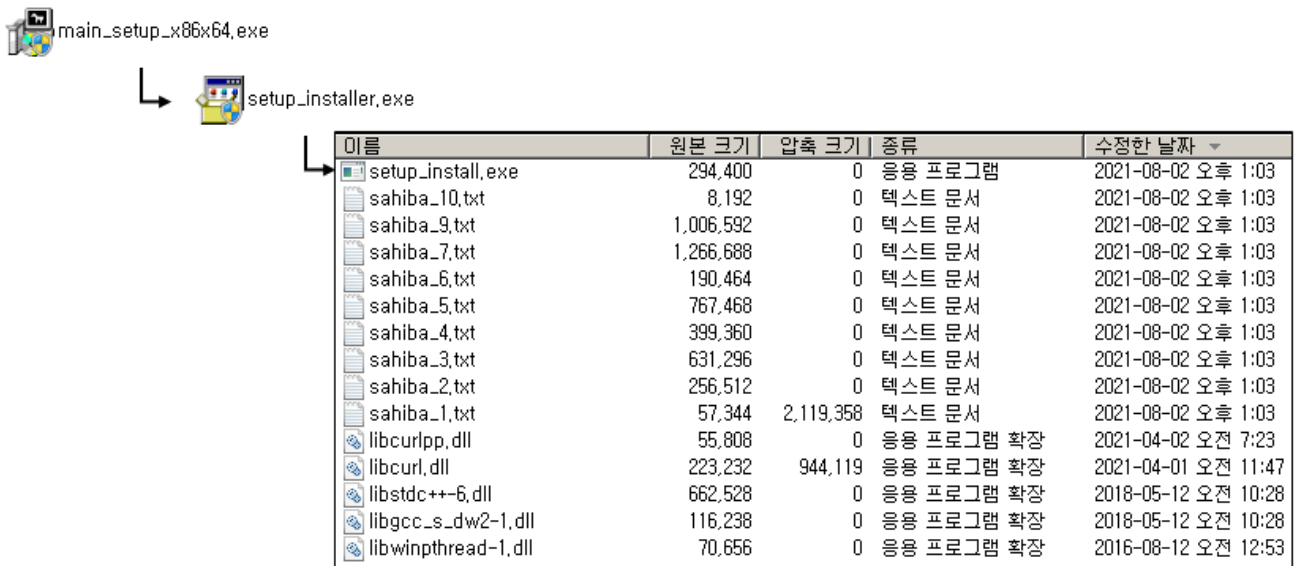 main_setup_x86x64.exe
setup_installer.exe
이름 원본 크기 압축 크기 종류 수정한 날짜
setup_install.exe 294,400 0 응용 프로그램 2021-08-02 오후 1:03
sahiba_10.txt 8,192 0 텍스트 문서 2021-08-02 오후 1:03
sahiba_9.txt 1,006,592 0 텍스트 문서 2021-08-02 오후 1:03
sahiba_7.txt 1,266,688 0 텍스트 문서 2021-08-02 오후 1:03
sahiba_6.txt 190,464 0 텍스트 문서 2021-08-02 오후 1:03
sahiba_5.txt 767,468 0 텍스트 문서 2021-08-02 오후 1:03
sahiba_4.txt 399,360 0 텍스트 문서 2021-08-02 오후 1:03
sahiba_3.txt 631,296 0 텍스트 문서 2021-08-02 오후 1:03
sahiba_2.txt 256,512 0 텍스트 문서 2021-08-02 오후 1:03
sahiba_1.txt 57,344 2,119,358 텍스트 문서 2021-08-02 오후 1:03
libcurlpp.dll 55,808 0 응용 프로그램 확장 2021-04-02 오전 7:23
libcurl.dll 223,232 944,119 응용 프로그램 확장 2021-04-01 오전 11:47
libstdc++-6.dll 662,528 0 응용 프로그램 확장 2018-05-12 오전 10:28
libgcc_s_dw2-1.dll 116,238 0 응용 프로그램 확장 2018-05-12 오전 10:28
libwinpthread-1.dll 70,656 0 응용 프로그램 확장 2016-08-12 오전 12:53